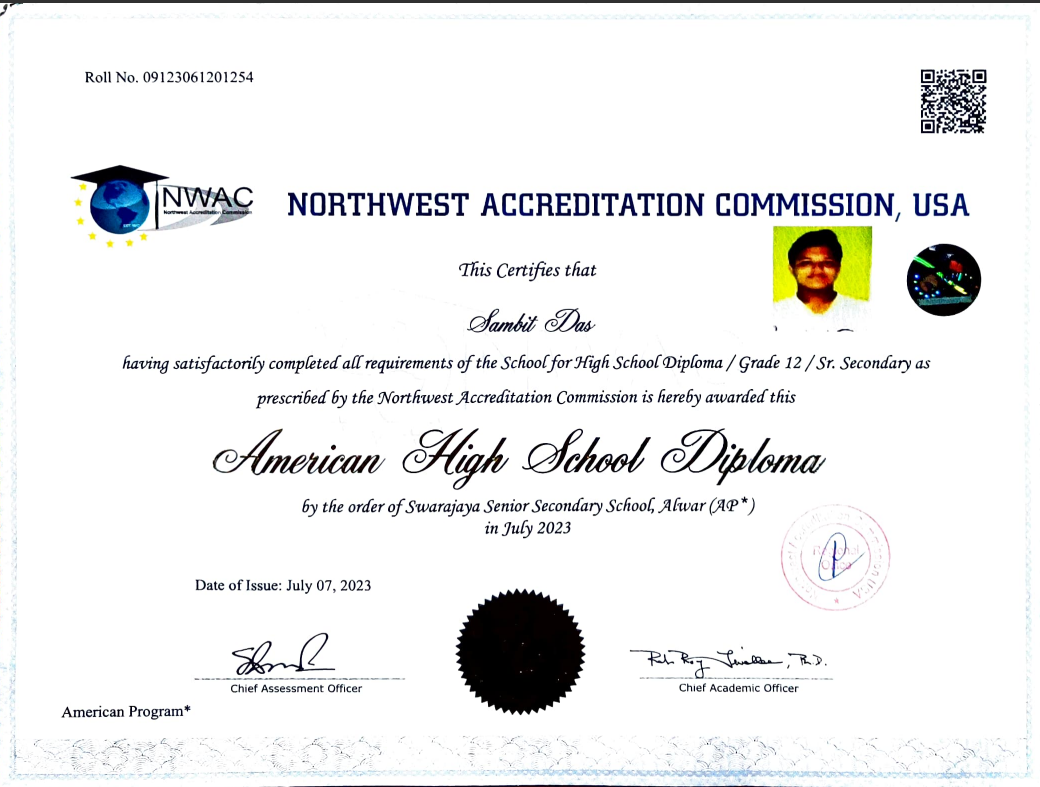 Roll No. 09123061201254
NWAC
Northwest Accreditation Commission
NORTHWEST ACCREDITATION COMMISSION, USA
This Certifies that
Sambit Das
having satisfactorily completed all requirements of the School for High School Diploma / Grade 12 / Sr. Secondary as
prescribed by the Northwest Accreditation Commission is hereby awarded this
American High School Diploma
by the order of Swarajaya Senior Secondary School, Alwar (AP*)
in July 2023
Regional
Office
Date of Issue: July 07, 2023
Chief Assessment Officer
Chief Academic Officer
American Program*